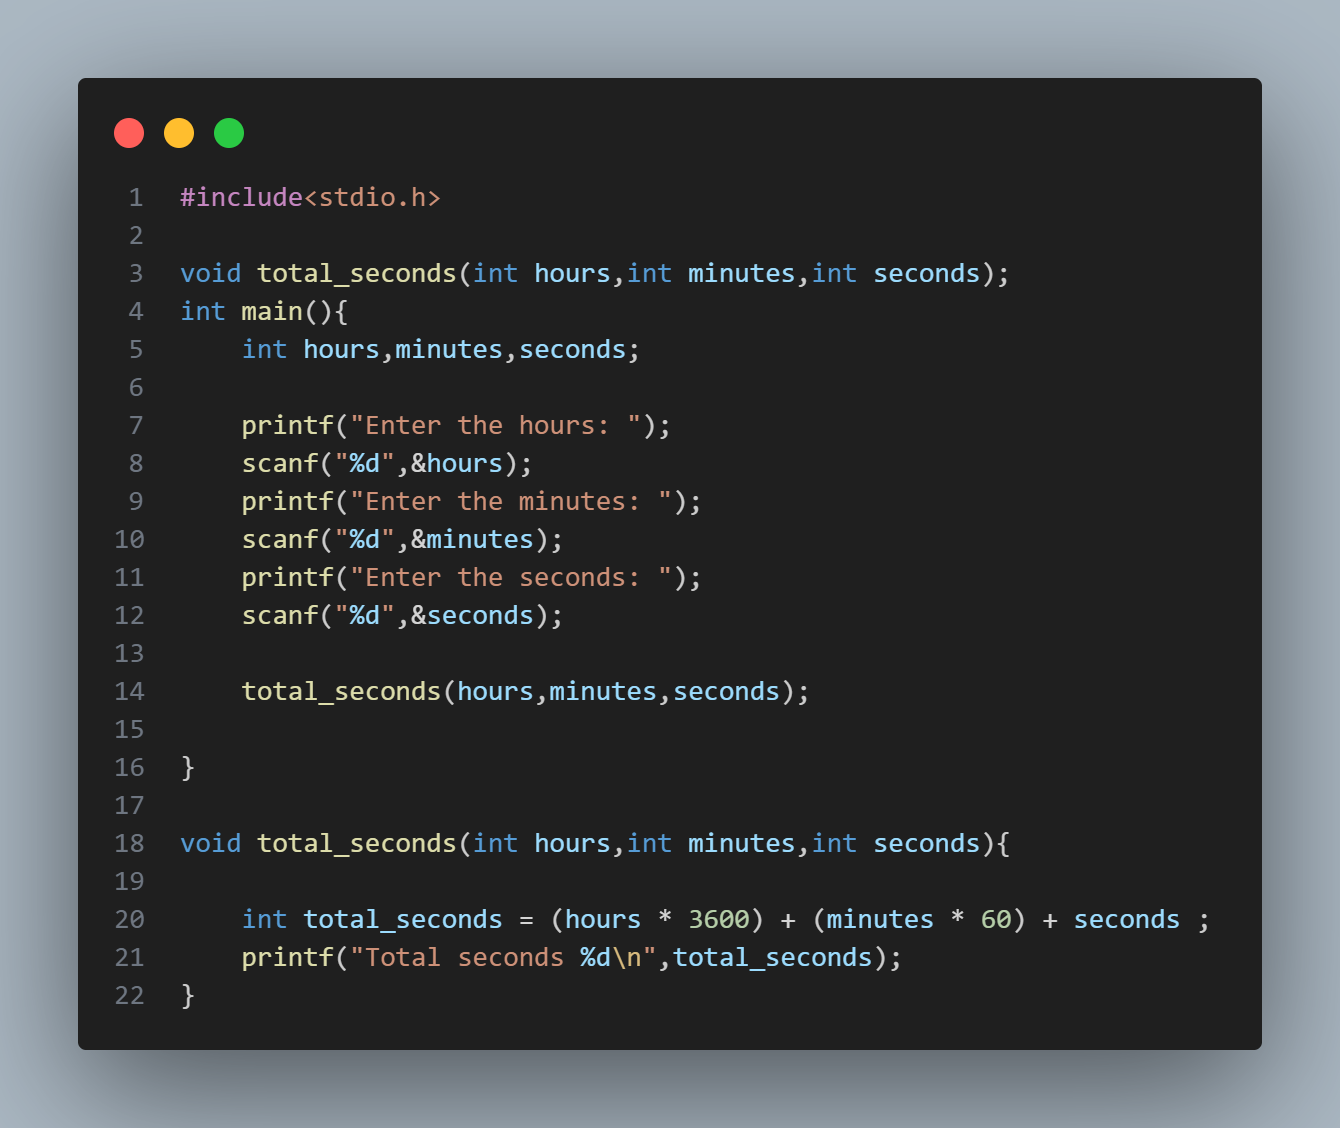 1 #include<stdio.h>
2
3 void total_seconds(int hours,int minutes,int seconds);
4 int main(){
5     int hours,minutes,seconds;
6
7     printf("Enter the hours: ");
8     scanf("%d",&hours);
9     printf("Enter the minutes: ");
10     scanf("%d",&minutes);
11     printf("Enter the seconds: ");
12     scanf("%d",&seconds);
13
14     total_seconds(hours,minutes,seconds);
15
16 }
17
18 void total_seconds(int hours,int minutes,int seconds){
19
20     int total_seconds = (hours * 3600) + (minutes * 60) + seconds ;
21     printf("Total seconds %d\n",total_seconds);
22 }